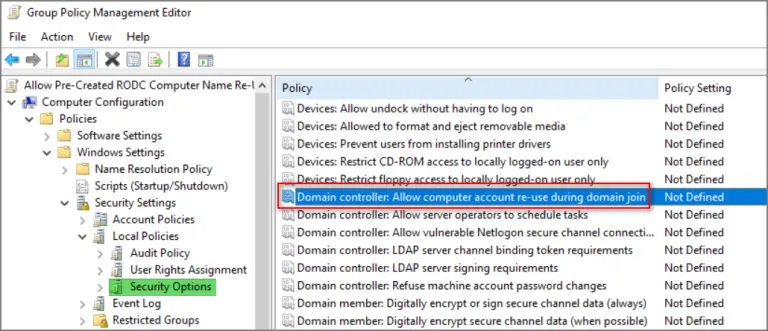 Group Policy Management Editor
File Action View Help
Allow Pre-Created RODC Computer Name Re-U
Computer Configuration
Policies
Software Settings
Windows Settings
Name Resolution Policy
Scripts (Startup/Shutdown)
Security Settings
Account Policies
Local Policies
Audit Policy
User Rights Assignment
Security Options
Event Log
Restricted Groups
Policy Policy Setting
Devices: Allow undock without having to log on Not Defined
Devices: Allowed to format and eject removable media Not Defined
Devices: Prevent users from installing printer drivers Not Defined
Devices: Restrict CD-ROM access to locally logged-on user only Not Defined
Devices: Restrict floppy access to locally logged-on user only Not Defined
Domain controller: Allow computer account re-use during domain join Not Defined
Domain controller: Allow server operators to schedule tasks Not Defined
Domain controller: Allow vulnerable Netlogon secure channel connecti... Not Defined
Domain controller: LDAP server channel binding token requirements Not Defined
Domain controller: LDAP server signing requirements Not Defined
Domain controller: Refuse machine account password changes Not Defined
Domain member: Digitally encrypt or sign secure channel data (always) Not Defined
Domain member: Digitally encrypt secure channel data (when possible) Not Defined